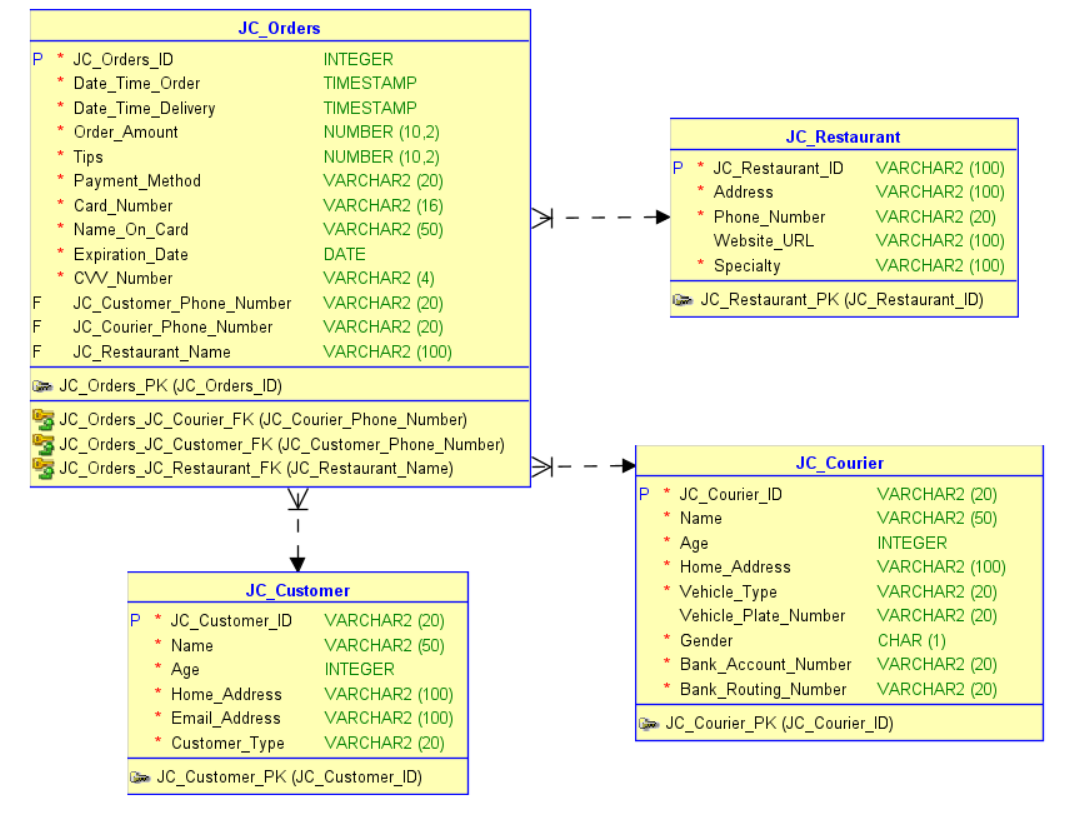 JC_Orders
P * JC_Orders_ID INTEGER
* Date_Time_Order TIMESTAMP
* Date_Time_Delivery TIMESTAMP
* Order_Amount NUMBER (10,2)
* Tips NUMBER (10,2)
* Payment_Method VARCHAR2 (20)
* Card_Number VARCHAR2 (16)
* Name_On_Card VARCHAR2 (50)
* Expiration_Date DATE
* CVV_Number VARCHAR2 (4)
F JC_Customer_Phone_Number VARCHAR2 (20)
F JC_Courier_Phone_Number VARCHAR2 (20)
F JC_Restaurant_Name VARCHAR2 (100)
JC_Orders_PK (JC_Orders_ID)
JC_Orders_JC_Courier_FK (JC_Courier_Phone_Number)
JC_Orders_JC_Customer_FK (JC_Customer_Phone_Number)
JC_Orders_JC_Restaurant_FK (JC_Restaurant_Name)
JC_Restaurant
P * JC_Restaurant_ID VARCHAR2 (100)
* Address VARCHAR2 (100)
* Phone_Number VARCHAR2 (20)
Website_URL VARCHAR2 (100)
* Specialty VARCHAR2 (100)
JC_Restaurant_PK (JC_Restaurant_ID)
JC_Courier
P * JC_Courier_ID VARCHAR2 (20)
* Name VARCHAR2 (50)
* Age INTEGER
* Home_Address VARCHAR2 (100)
* Vehicle_Type VARCHAR2 (20)
Vehicle_Plate_Number VARCHAR2 (20)
* Gender CHAR (1)
* Bank_Account_Number VARCHAR2 (20)
* Bank_Routing_Number VARCHAR2 (20)
JC_Courier_PK (JC_Courier_ID)
JC_Customer
P * JC_Customer_ID VARCHAR2 (20)
* Name VARCHAR2 (50)
* Age INTEGER
* Home_Address VARCHAR2 (100)
* Email_Address VARCHAR2 (100)
* Customer_Type VARCHAR2 (20)
JC_Customer_PK (JC_Customer_ID)